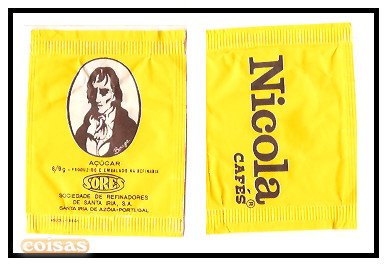 Bocage
AÇÚCAR
6/8g - PRODUZIDO E EMBALADO NA REFINARIA
SORES
SOCIEDADE DE REFINADORES
DE SANTA IRIA, S.A.
SANTA IRIA DE AZÓIA-PORTUGAL
Nicola
CAFÉS®
coisas